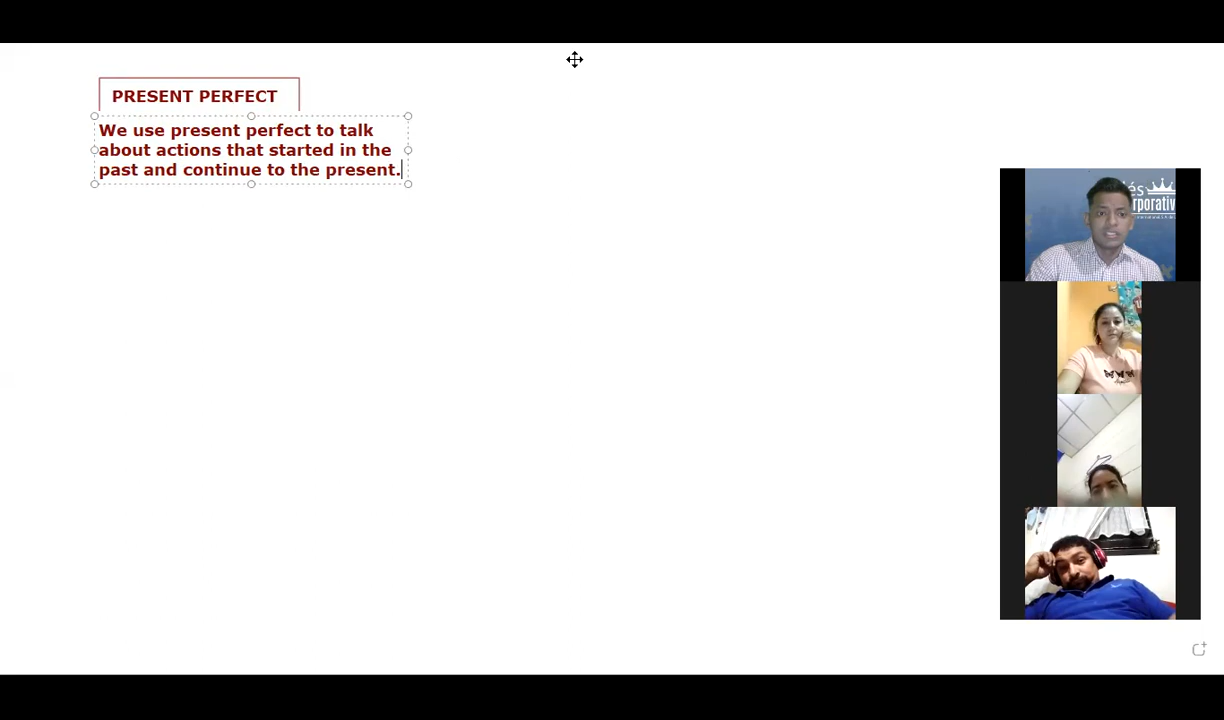 PRESENT PERFECT
We use present perfect to talk
about actions that started in the
past and continue to the present.